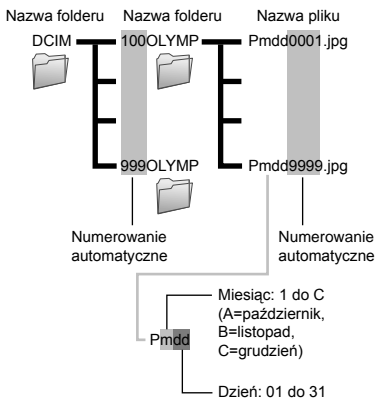 Nazwa folderu Nazwa folderu Nazwa pliku
DCIM 100OLYMP Pmdd0001.jpg
999OLYMP Pmdd9999.jpg
Numerowanie
automatyczne
Numerowanie
automatyczne
Miesiąc: 1 do C
(A=październik,
B=listopad,
C=grudzień)
Pmdd
Dzień: 01 do 31